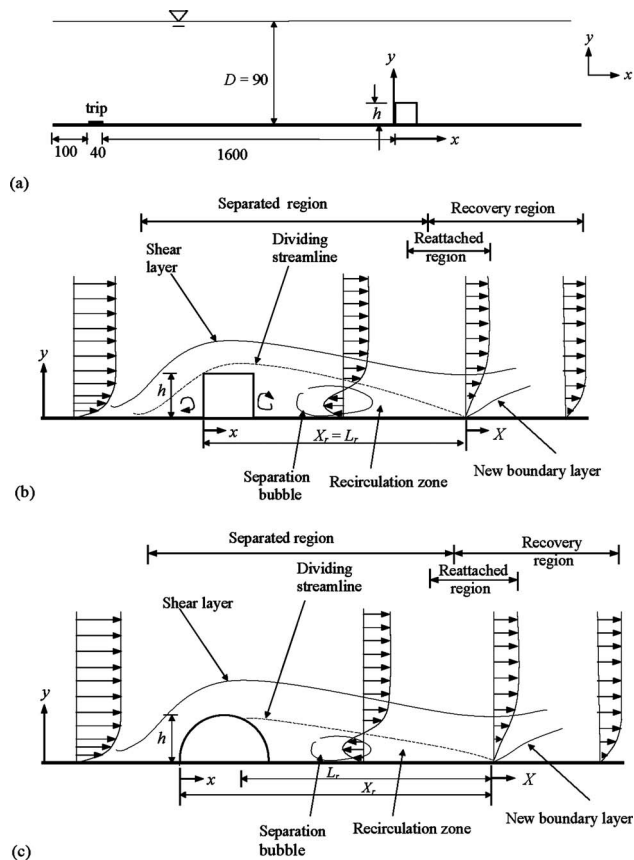 D = 90
y
h
y
x
trip
x
100
40
1600
(a)
Separated region
Recovery region
Reattached
region
Shear
layer
Dividing
streamline
y
h
x
Xr = Lr
X
Separation
bubble
Recirculation zone
New boundary layer
(b)
Separated region
Recovery region
Reattached
region
Shear layer
Dividing
streamline
y
h
x
Lr
Xr
X
Separation
bubble
Recirculation zone
New boundary layer
(c)